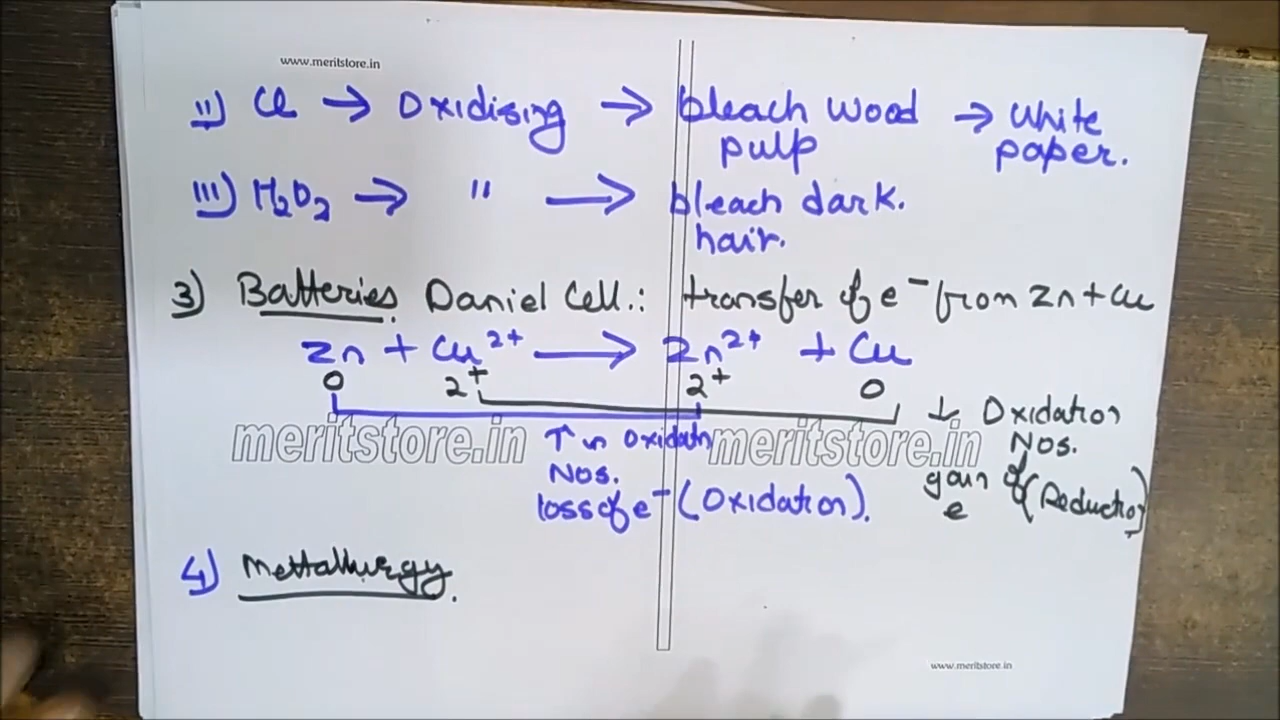 www.meritstore.in
ii) Cl → Oxidising → bleach wood pulp → white paper.
iii) H2O2 → " → bleach dark. hair.
3) Batteries. Daniel Cell.: transfer of e⁻ from Zn + Cu
Zn + Cu²⁺ → Zn²⁺ + Cu
0 2⁺ 2⁺ 0
↑ in Oxidatn Nos.
loss of e⁻ (Oxidation).
↓ Oxidation Nos.
gain of e (Reduction)
meritstore.in meritstore.in
4) Mettallurgy.
www.meritstore.in